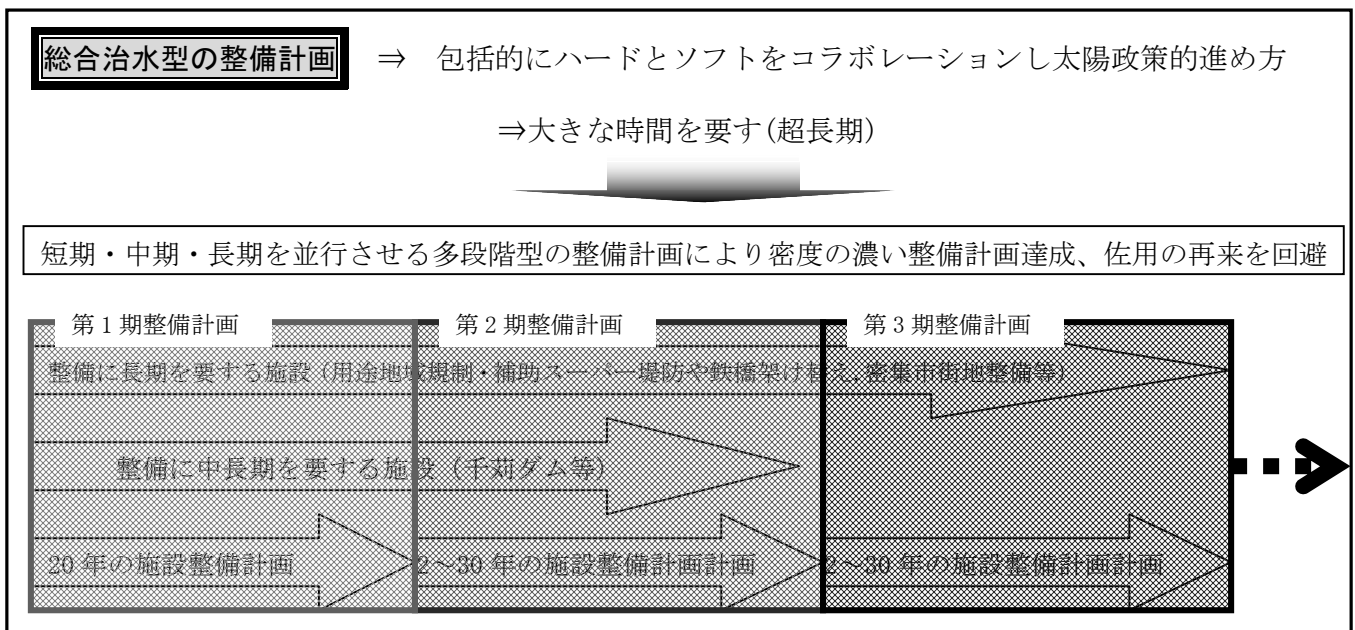 総合治水型の整備計画 ⇒ 包括的にハードとソフトをコラボレーションし太陽政策的進め方
⇒大きな時間を要す(超長期)
短期・中期・長期を並行させる多段階型の整備計画により密度の濃い整備計画達成、佐用の再来を回避
第1期整備計画 第2期整備計画 第3期整備計画
整備に長期を要する施設(用途地域規制・補助スーパー堤防や鉄橋架け替え,密集市街地整備等)
整備に中長期を要する施設(千苅ダム等)
20年の施設整備計画 2~30年の施設整備計画計画 2~30年の施設整備計画計画